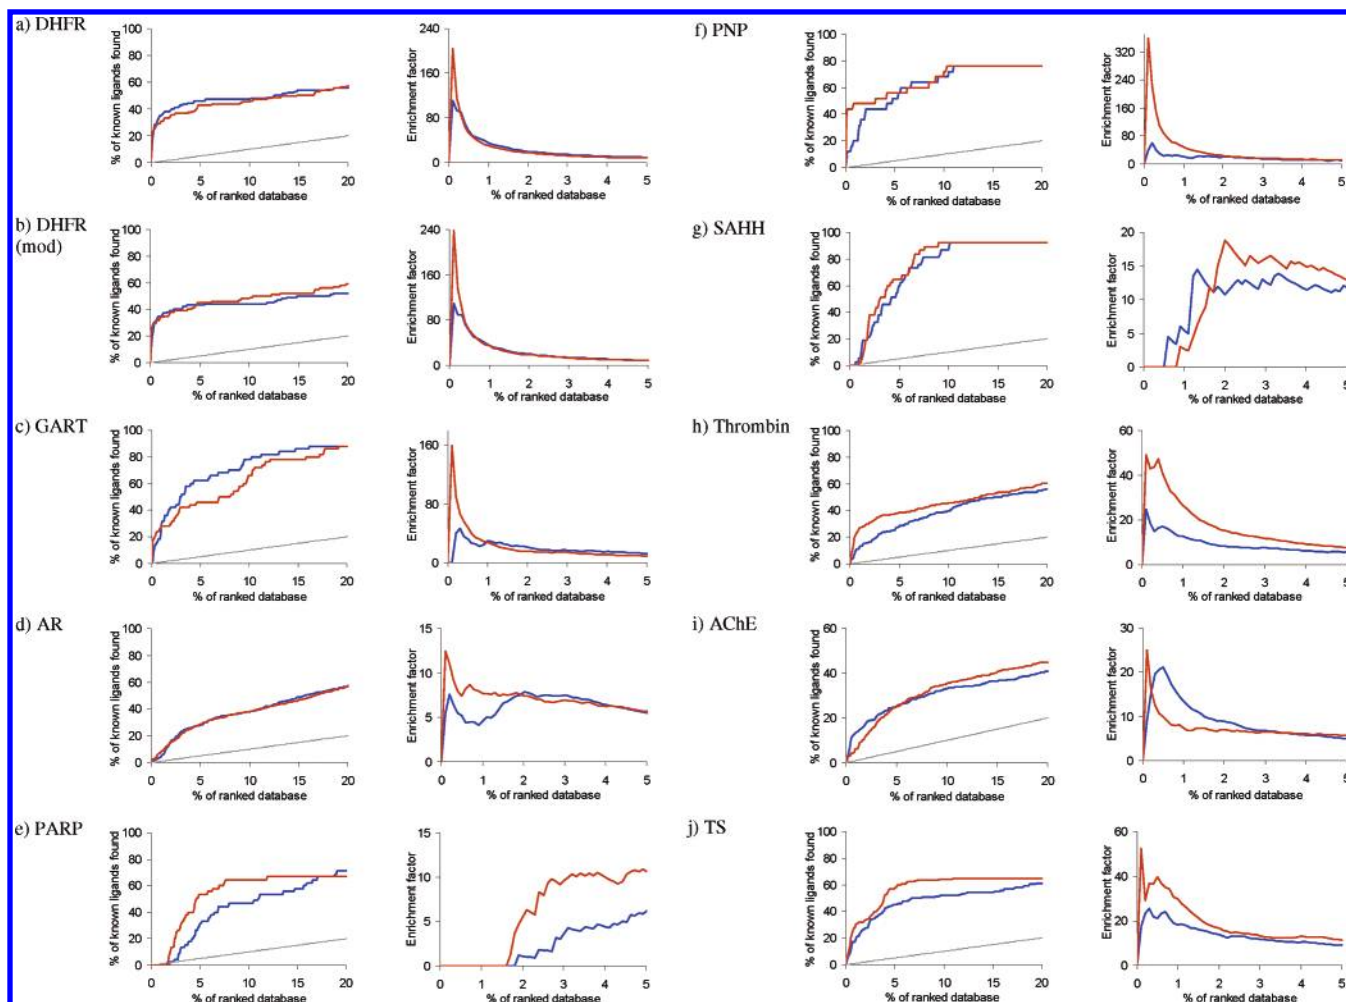 a) DHFR
% of known ligands found
100
80
60
40
20
0
0 5 10 15 20
% of ranked database
Enrichment factor
240
160
80
0
0 1 2 3 4 5
% of ranked database
b) DHFR
(mod)
% of known ligands found
100
80
60
40
20
0
0 5 10 15 20
% of ranked database
Enrichment factor
240
160
80
0
0 1 2 3 4 5
% of ranked database
c) GART
% of known ligands found
100
80
60
40
20
0
0 5 10 15 20
% of ranked database
Enrichment factor
160
80
0
0 1 2 3 4 5
% of ranked database
d) AR
% of known ligands found
100
80
60
40
20
0
0 5 10 15 20
% of ranked database
Enrichment factor
15
10
5
0
0 1 2 3 4 5
% of ranked database
e) PARP
% of known ligands found
100
80
60
40
20
0
0 5 10 15 20
% of ranked database
Enrichment factor
15
10
5
0
0 1 2 3 4 5
% of ranked database
f) PNP
% of known ligands found
100
80
60
40
20
0
0 5 10 15 20
% of ranked database
Enrichment factor
320
240
160
80
0
0 1 2 3 4 5
% of ranked database
g) SAHH
% of known ligands found
100
80
60
40
20
0
0 5 10 15 20
% of ranked database
Enrichment factor
20
15
10
5
0
0 1 2 3 4 5
% of ranked database
h) Thrombin
% of known ligands found
100
80
60
40
20
0
0 5 10 15 20
% of ranked database
Enrichment factor
60
40
20
0
0 1 2 3 4 5
% of ranked database
i) AChE
% of known ligands found
60
40
20
0
0 5 10 15 20
% of ranked database
Enrichment factor
30
20
10
0
0 1 2 3 4 5
% of ranked database
j) TS
% of known ligands found
100
80
60
40
20
0
0 5 10 15 20
% of ranked database
Enrichment factor
60
40
20
0
0 1 2 3 4 5
% of ranked database